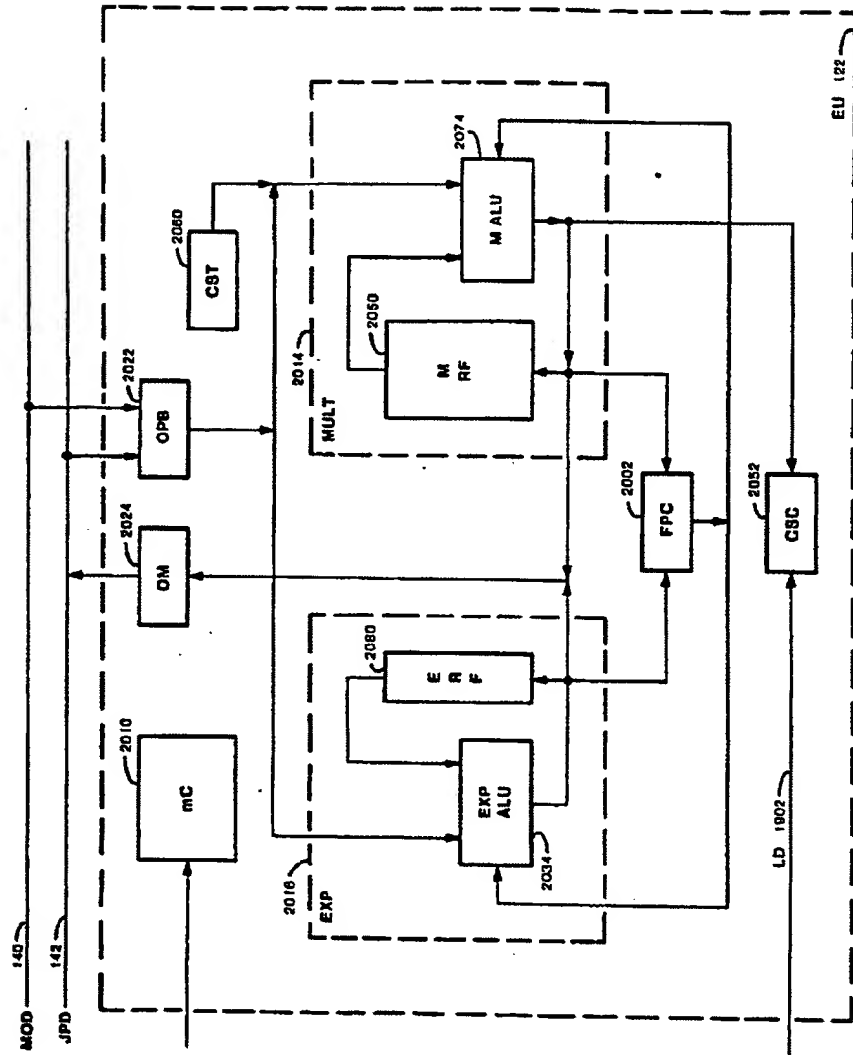 MOD
140
JPD
142
2010
mC
2024
OM
2022
OPB
2060
CST
2016
EXP
2080
E R F
EXP
ALU
2034
2014
MULT
2050
M
RF
2074
M ALU
2002
FPC
2052
CSC
LD 1902
EU 122